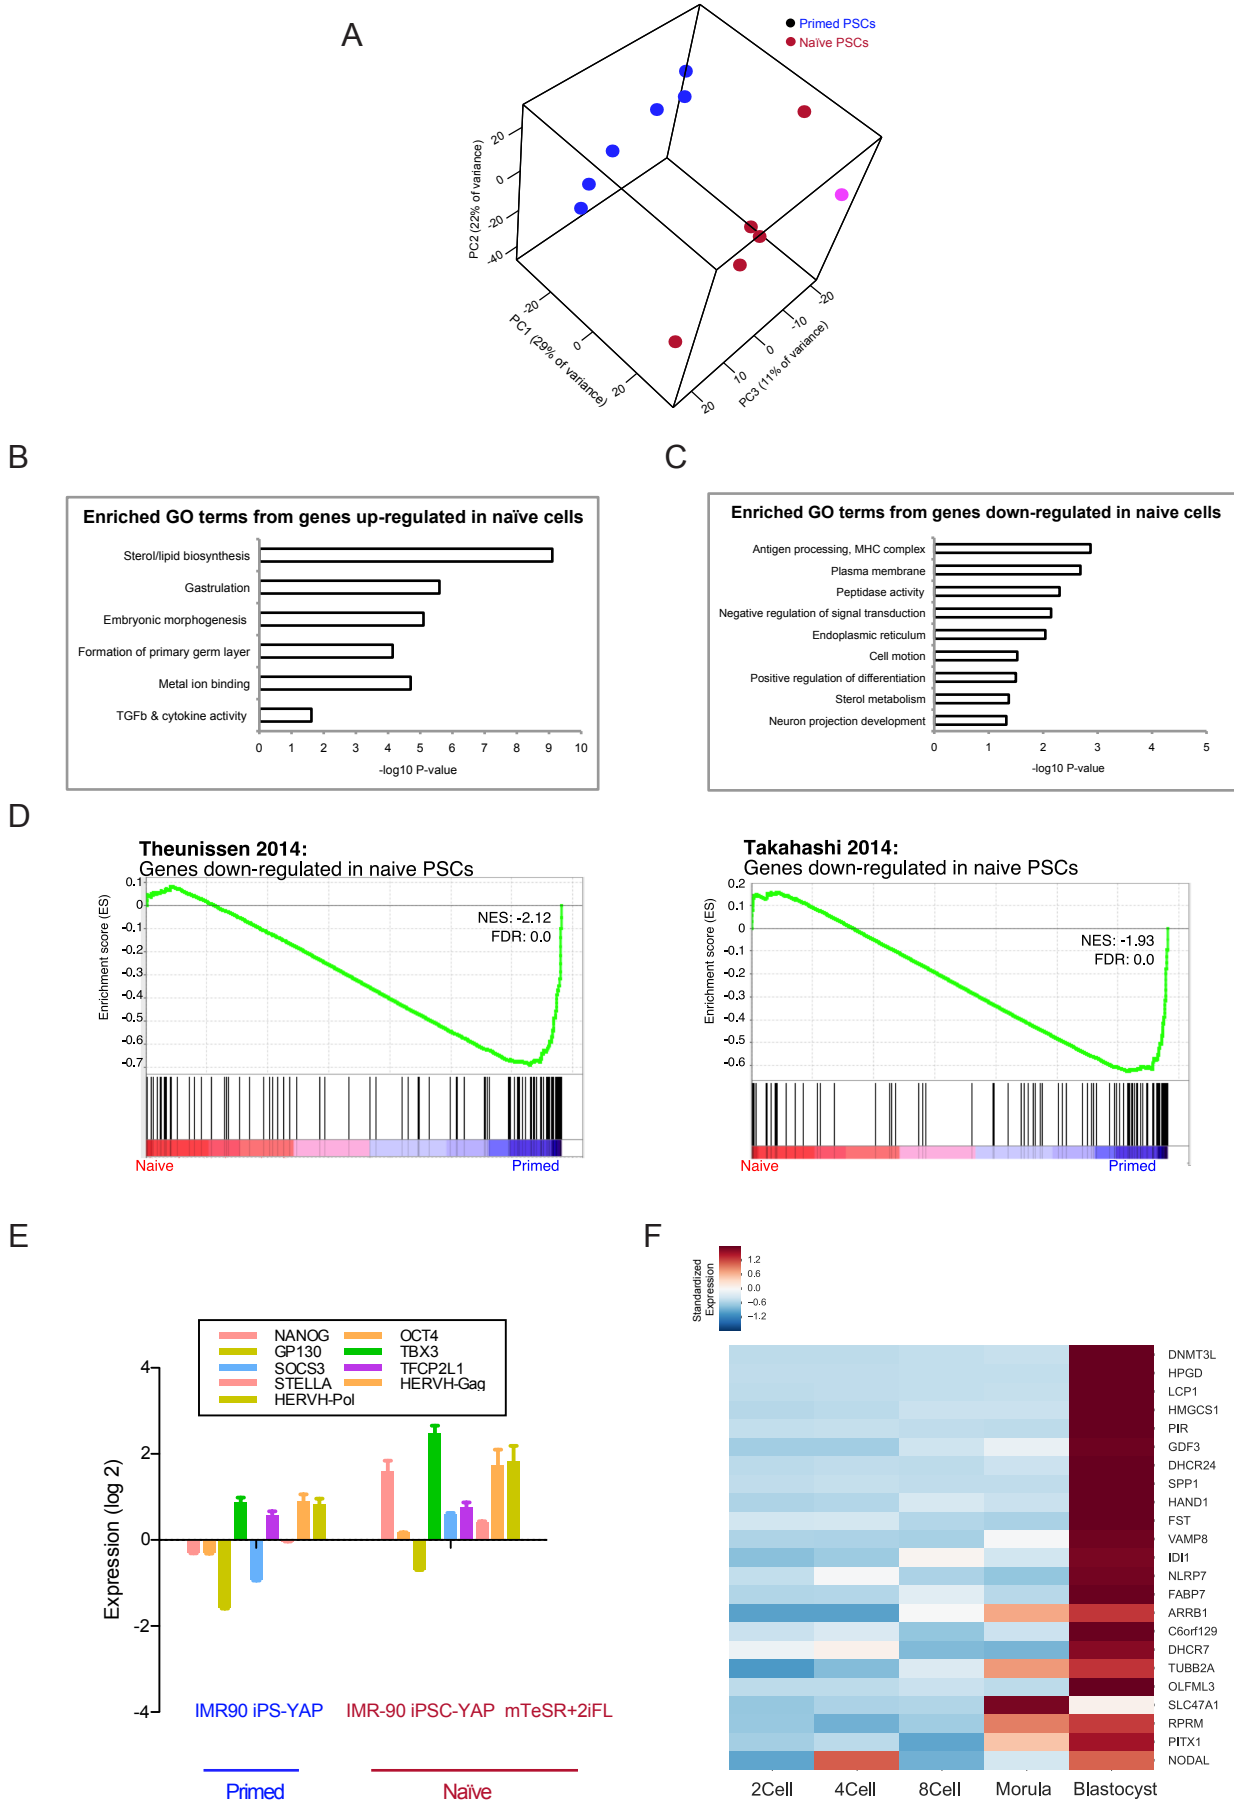 A
Primed PSCs
Naïve PSCs
20
0
-20
-40
PC2 (22% of variance)
-20
0
20
PC1 (29% of variance)
-20
-10
0
10
20
PC3 (11% of variance)
B
Enriched GO terms from genes up-regulated in naïve cells
Sterol/lipid biosynthesis
Gastrulation
Embryonic morphogenesis
Formation of primary germ layer
Metal ion binding
TGFb & cytokine activity
0 1 2 3 4 5 6 7 8 9 10
-log10 P-value
C
Enriched GO terms from genes down-regulated in naive cells
Antigen processing, MHC complex
Plasma membrane
Peptidase activity
Negative regulation of signal transduction
Endoplasmic reticulum
Cell motion
Positive regulation of differentiation
Sterol metabolism
Neuron projection development
0 1 2 3 4 5
-log10 P-value
D
Theunissen 2014:
Genes down-regulated in naive PSCs
Enrichment score (ES)
0.1
0
-0.1
-0.2
-0.3
-0.4
-0.5
-0.6
-0.7
NES: -2.12
FDR: 0.0
Naive Primed
Takahashi 2014:
Genes down-regulated in naive PSCs
Enrichment score (ES)
0.2
0.1
0
-0.1
-0.2
-0.3
-0.4
-0.5
-0.6
NES: -1.93
FDR: 0.0
Naive Primed
E
NANOG OCT4
GP130 TBX3
SOCS3 TFCP2L1
STELLA HERVH-Gag
HERVH-Pol
Expression (log 2)
4
2
0
-2
-4
IMR90 iPS-YAP IMR-90 iPSC-YAP mTeSR+2iFL
Primed Naïve
F
Standardized
Expression
1.2
0.6
0.0
−0.6
−1.2
DNMT3L
HPGD
LCP1
HMGCS1
PIR
GDF3
DHCR24
SPP1
HAND1
FST
VAMP8
IDI1
NLRP7
FABP7
ARRB1
C6orf129
DHCR7
TUBB2A
OLFML3
SLC47A1
RPRM
PITX1
NODAL
2Cell 4Cell 8Cell Morula Blastocyst